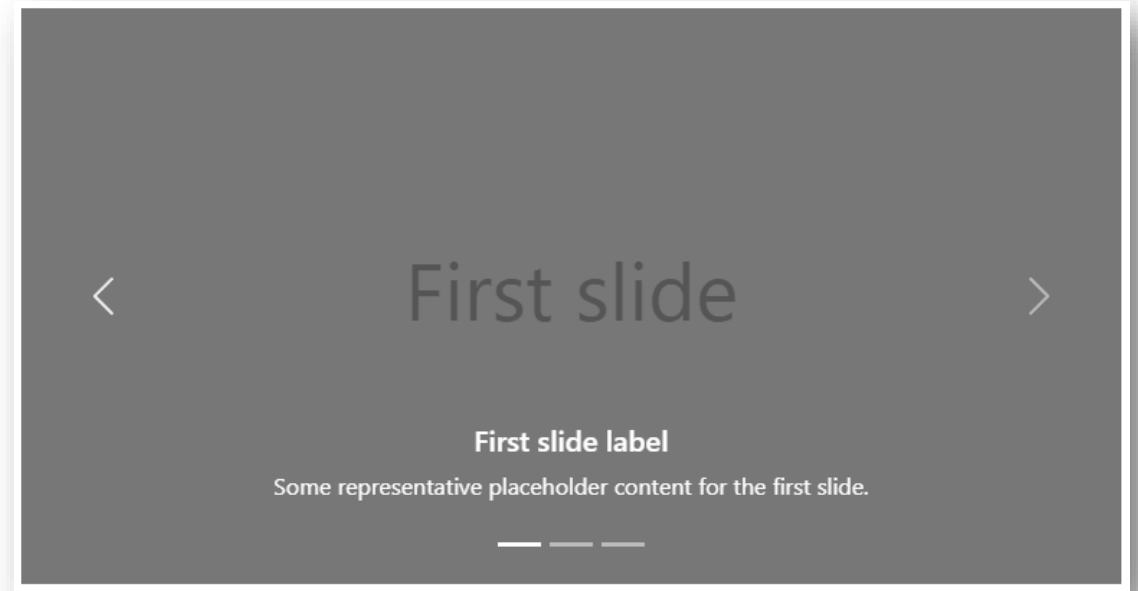 First slide
First slide label
Some representative placeholder content for the first slide.